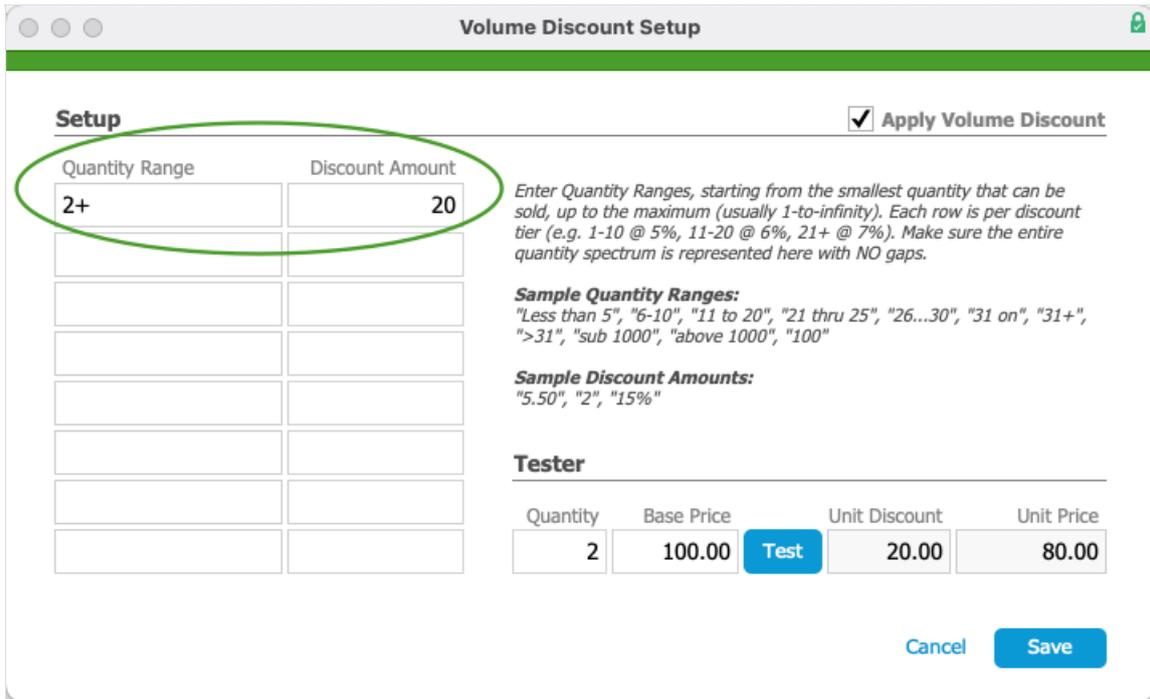 Volume Discount Setup
Setup
Apply Volume Discount
Quantity Range Discount Amount
2+ 20
Enter Quantity Ranges, starting from the smallest quantity that can be
sold, up to the maximum (usually 1-to-infinity). Each row is per discount
tier (e.g. 1-10 @ 5%, 11-20 @ 6%, 21+ @ 7%). Make sure the entire
quantity spectrum is represented here with NO gaps.
Sample Quantity Ranges:
"Less than 5", "6-10", "11 to 20", "21 thru 25", "26...30", "31 on", "31+",
">31", "sub 1000", "above 1000", "100"
Sample Discount Amounts:
"5.50", "2", "15%"
Tester
Quantity Base Price Unit Discount Unit Price
2 100.00 Test 20.00 80.00
Cancel Save